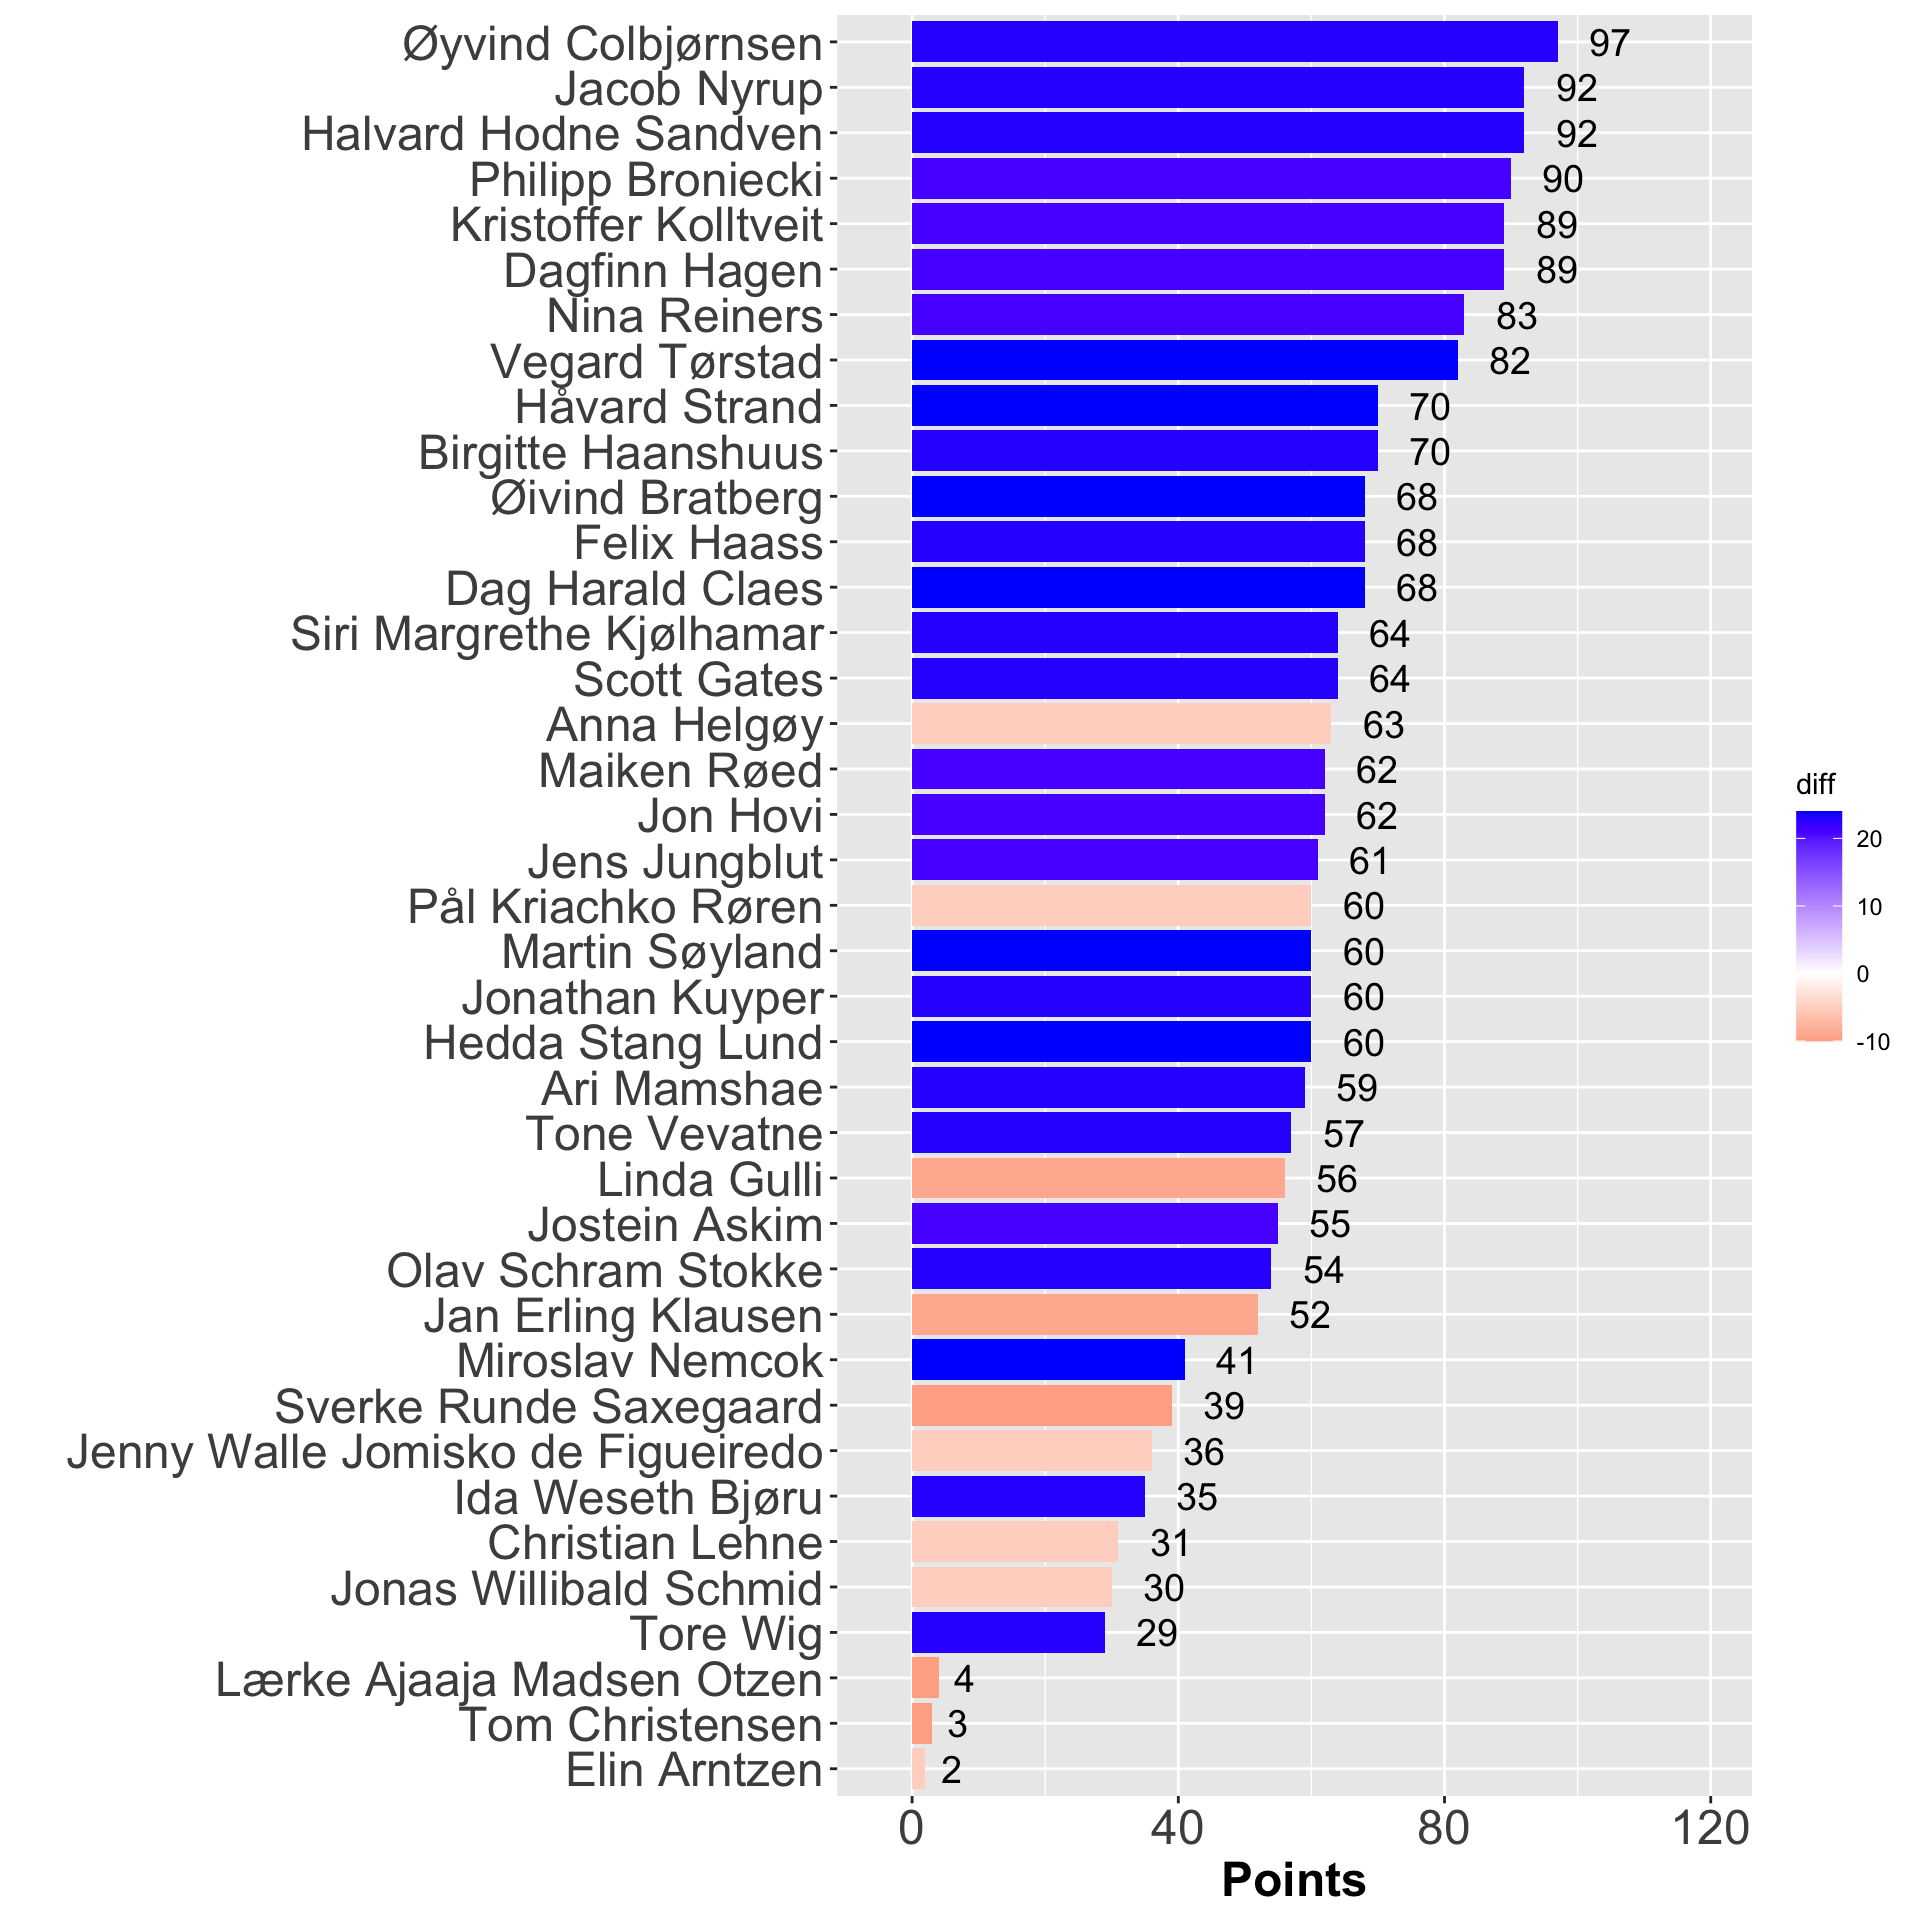 Øyvind Colbjørnsen 97
Jacob Nyrup 92
Halvard Hodne Sandven 92
Philipp Broniecki 90
Kristoffer Kolltveit 89
Dagfinn Hagen 89
Nina Reiners 83
Vegard Tørstad 82
Håvard Strand 70
Birgitte Haanshuus 70
Øivind Bratberg 68
Felix Haass 68
Dag Harald Claes 68
Siri Margrethe Kjølhamar 64
Scott Gates 64
Anna Helgøy 63
Maiken Røed 62
Jon Hovi 62
Jens Jungblut 61
Pål Kriachko Røren 60
Martin Søyland 60
Jonathan Kuyper 60
Hedda Stang Lund 60
Ari Mamshae 59
Tone Vevatne 57
Linda Gulli 56
Jostein Askim 55
Olav Schram Stokke 54
Jan Erling Klausen 52
Miroslav Nemcok 41
Sverke Runde Saxegaard 39
Jenny Walle Jomisko de Figueiredo 36
Ida Weseth Bjøru 35
Christian Lehne 31
Jonas Willibald Schmid 30
Tore Wig 29
Lærke Ajaaja Madsen Otzen 4
Tom Christensen 3
Elin Arntzen 2
0 40 80 120
Points
diff
20
10
0
-10